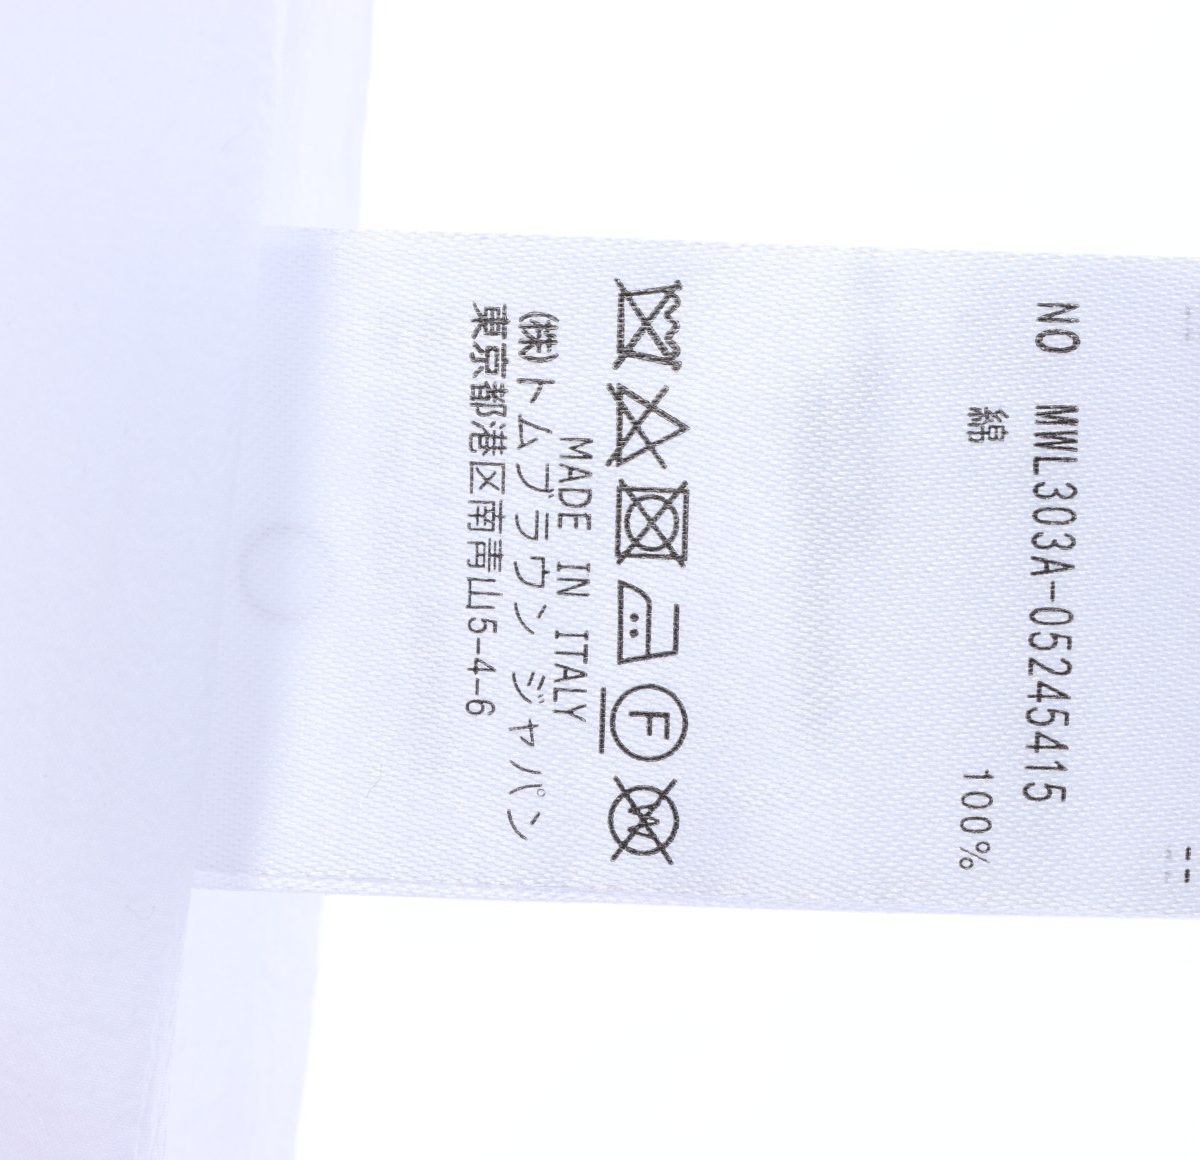 NO MWL303A-05245415
綿 100%
F
W
MADE IN ITALY
(株)トムブラウン ジャパン
東京都港区南青山5-4-6